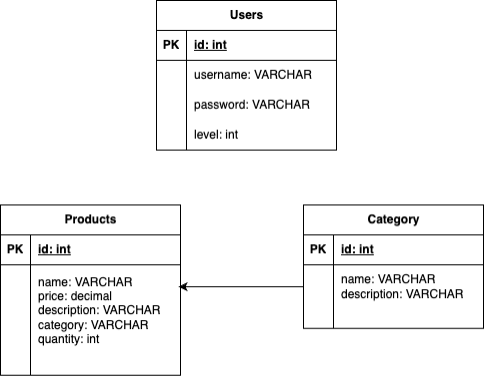 Users
PK id: int
username: VARCHAR
password: VARCHAR
level: int
Products
PK id: int
name: VARCHAR
price: decimal
description: VARCHAR
category: VARCHAR
quantity: int
Category
PK id: int
name: VARCHAR
description: VARCHAR